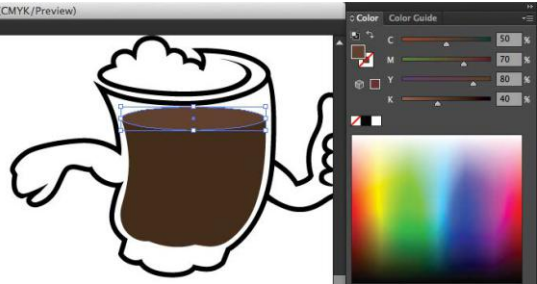 (CMYK/Preview)
Color Color Guide
C 50 %
M 70 %
Y 80 %
K 40 %